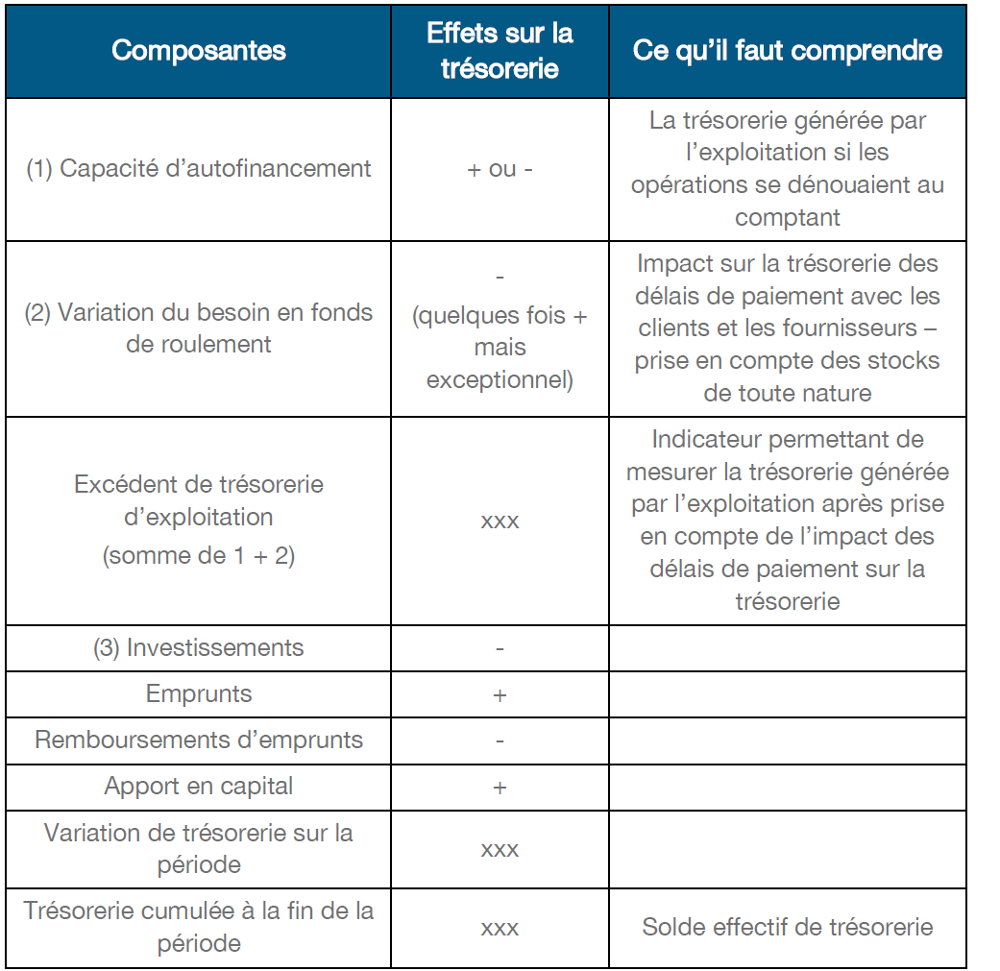 Composantes
Effets sur la
trésorerie
Ce qu’il faut comprendre
(1) Capacité d’autofinancement
+ ou -
La trésorerie générée par
l’exploitation si les
opérations se dénouaient au
comptant
(2) Variation du besoin en fonds
de roulement
-
(quelques fois +
mais
exceptionnel)
Impact sur la trésorerie des
délais de paiement avec les
clients et les fournisseurs –
prise en compte des stocks
de toute nature
Excédent de trésorerie
d’exploitation
(somme de 1 + 2)
xxx
Indicateur permettant de
mesurer la trésorerie générée
par l’exploitation après prise
en compte de l’impact des
délais de paiement sur la
trésorerie
(3) Investissements
-
Emprunts
+
Remboursements d’emprunts
-
Apport en capital
+
Variation de trésorerie sur la
période
xxx
Trésorerie cumulée à la fin de la
période
xxx
Solde effectif de trésorerie